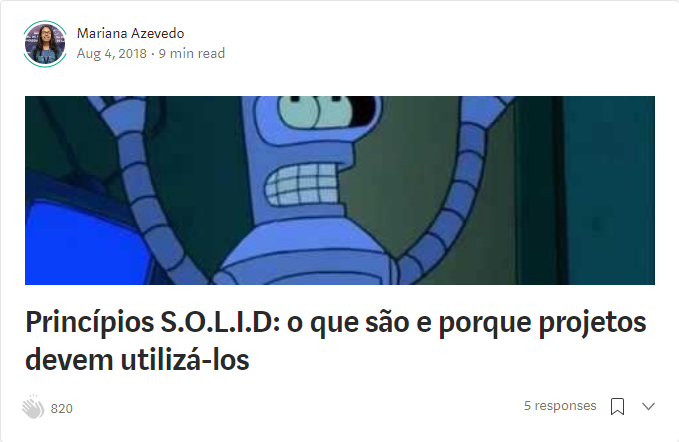 Mariana Azevedo
Aug 4, 2018 · 9 min read
Princípios S.O.L.I.D: o que são e porque projetos
devem utilizá-los
820
5 responses